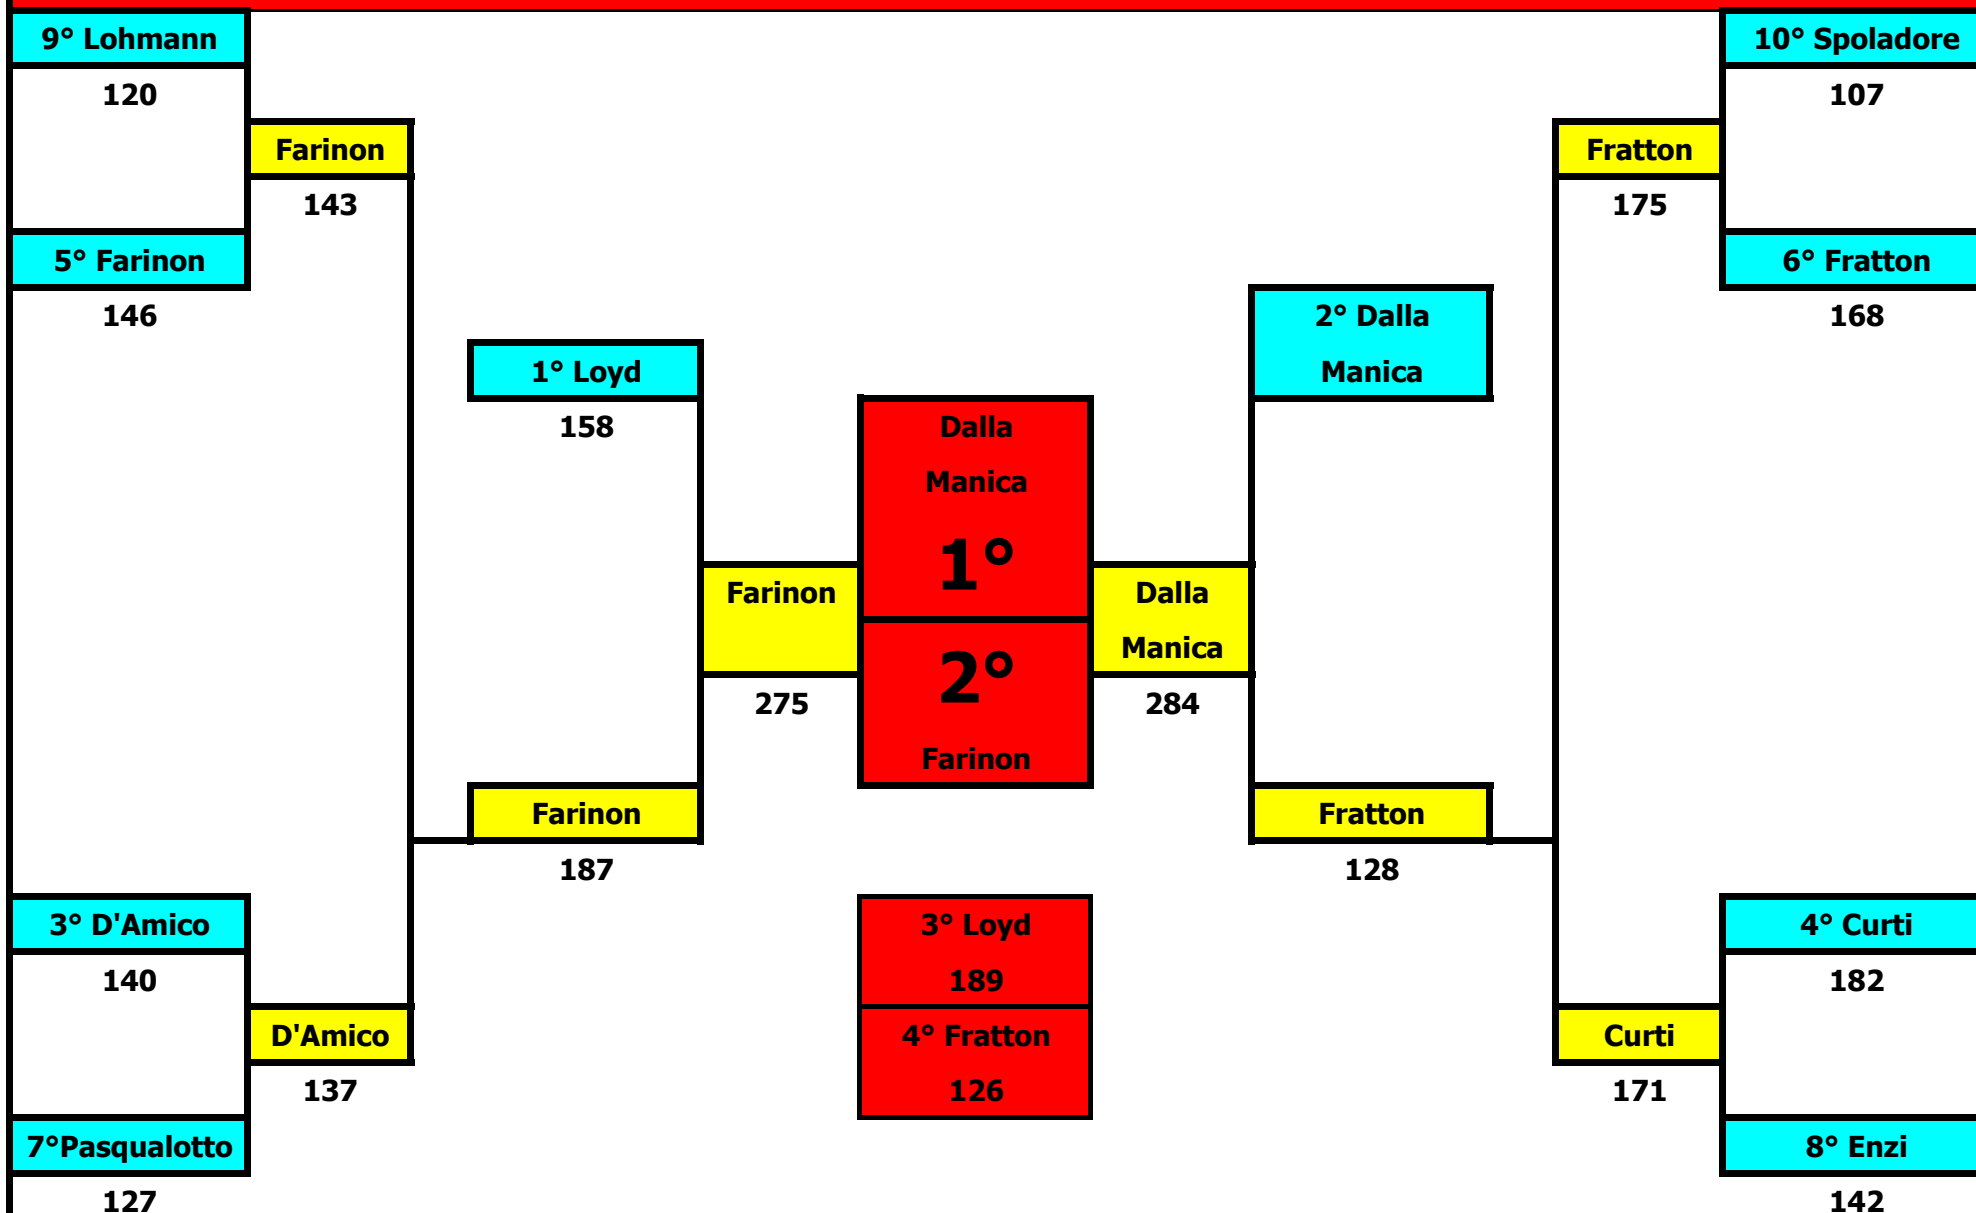 9° Lohmann
10° Spoladore
120
107
Farinon
Fratton
143
175
5° Farinon
6° Fratton
146
168
2° Dalla
Manica
1° Loyd
158
Dalla
Manica
1°
Farinon
Dalla
Manica
2°
275
284
Farinon
Farinon
Fratton
187
128
3° D'Amico
3° Loyd
4° Curti
140
189
182
D'Amico
4° Fratton
Curti
137
126
171
7°Pasqualotto
8° Enzi
127
142